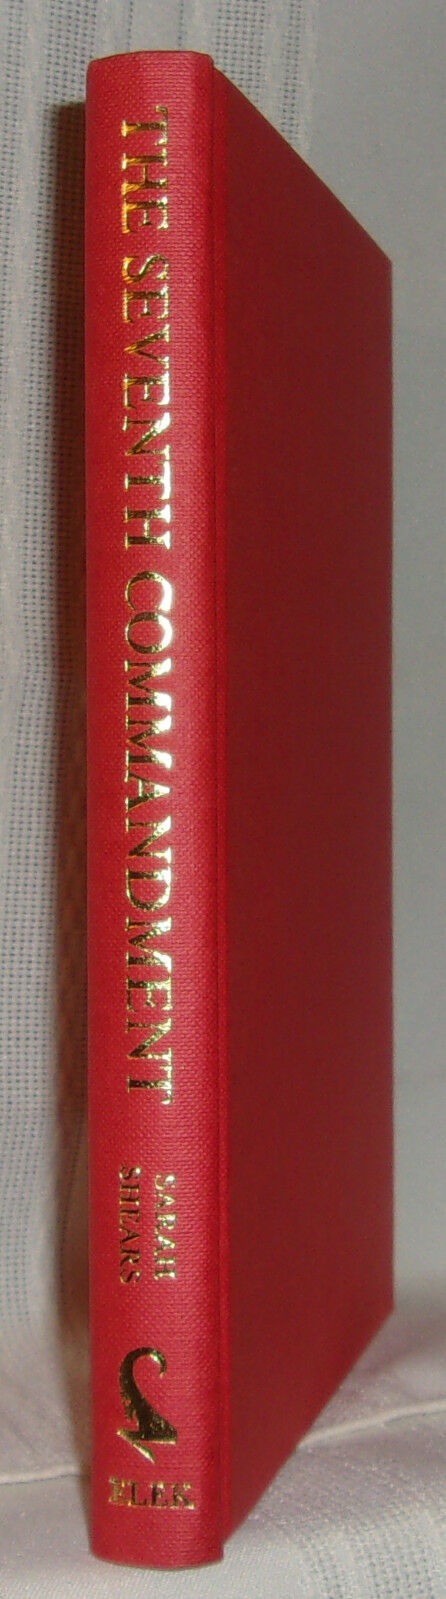 THE SEVENTH COMMANDMENT
SARAH
SHEARS
ELEK